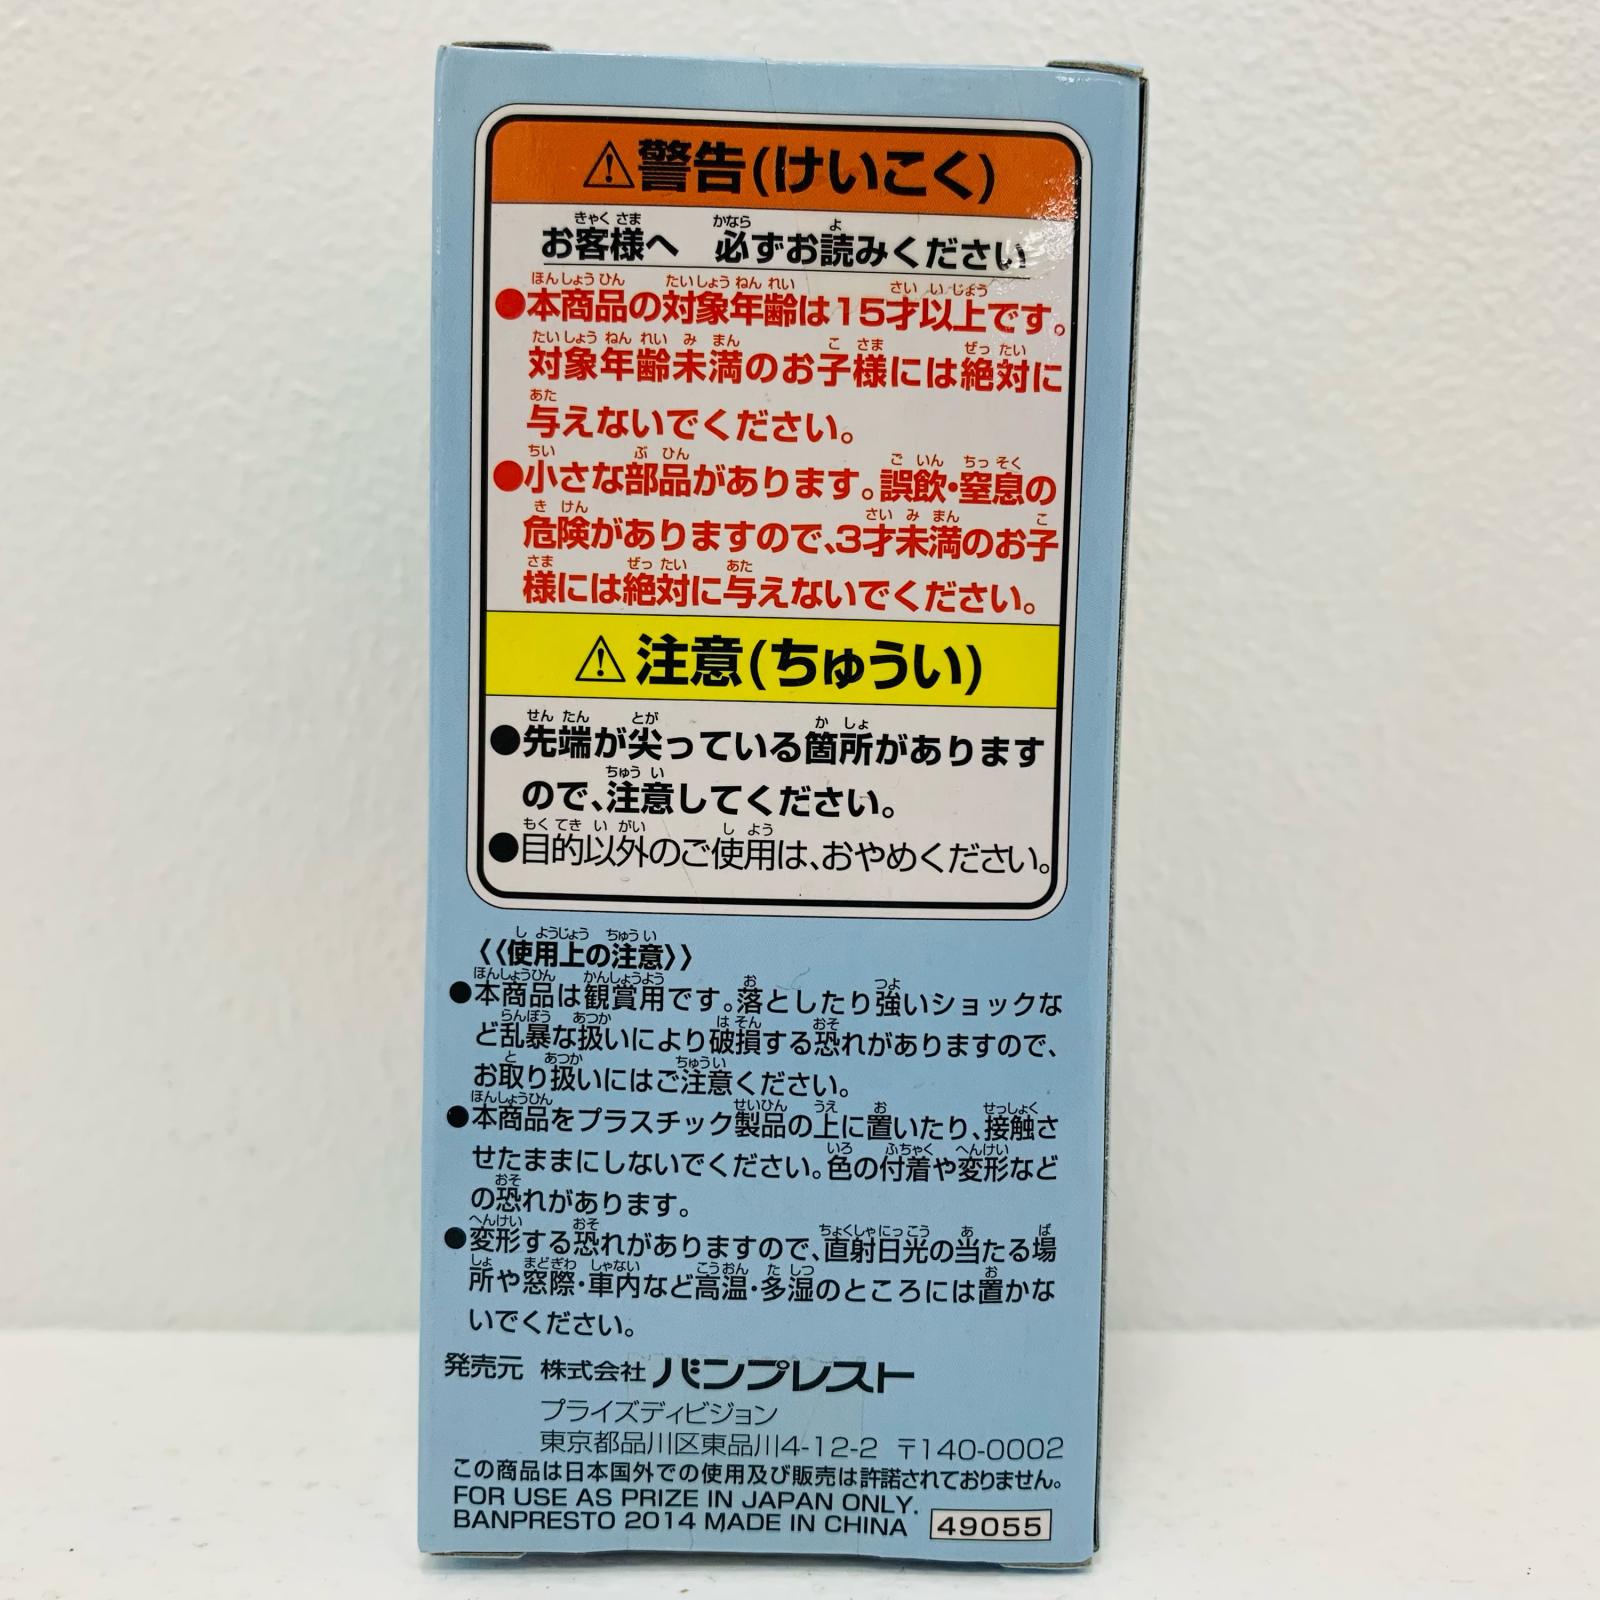 ⚠警告(けいこく)
お客様へ 必ずお読みください
●本商品の対象年齢は15才以上です。
対象年齢未満のお子様には絶対に
与えないでください。
●小さな部品があります。誤飲・窒息の
危険がありますので、3才未満のお子
様には絶対に与えないでください。
⚠注意(ちゅうい)
●先端が尖っている箇所があります
ので、注意してください。
●目的以外のご使用は、おやめください。
《使用上の注意》
●本商品は観賞用です。落としたり強いショックな
ど乱暴な扱いにより破損する恐れがありますので、
お取り扱いにはご注意ください。
●本商品をプラスチック製品の上に置いたり、接触さ
せたままにしないでください。色の付着や変形など
の恐れがあります。
●変形する恐れがありますので、直射日光の当たる場
所や窓際・車内など高温・多湿のところには置かな
いでください。
発売元 株式会社 バンプレスト
プライズディビジョン
東京都品川区東品川4-12-2 〒140-0002
この商品は日本国外での使用及び販売は許諾されておりません。
FOR USE AS PRIZE IN JAPAN ONLY.
BANPRESTO 2014 MADE IN CHINA 49055